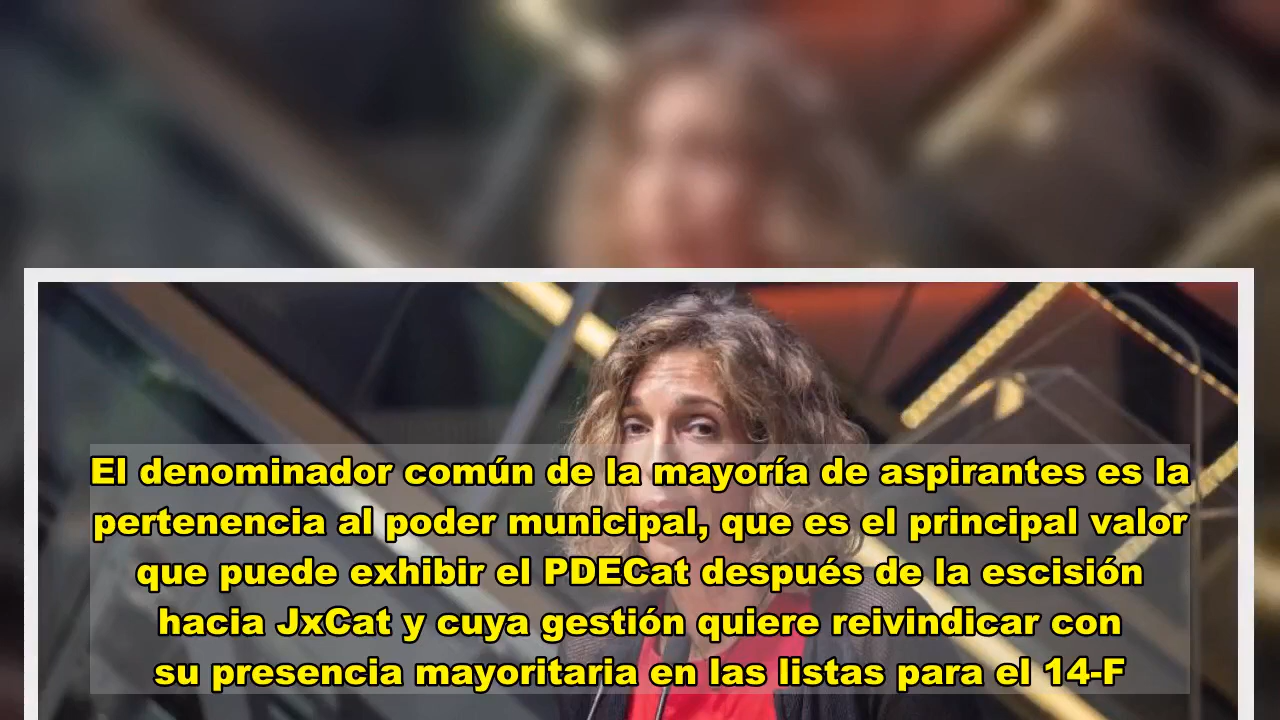 El denominador común de la mayoría de aspirantes es la
pertenencia al poder municipal, que es el principal valor
que puede exhibir el PDECat después de la escisión
hacia JxCat y cuya gestión quiere reivindicar con
su presencia mayoritaria en las listas para el 14-F